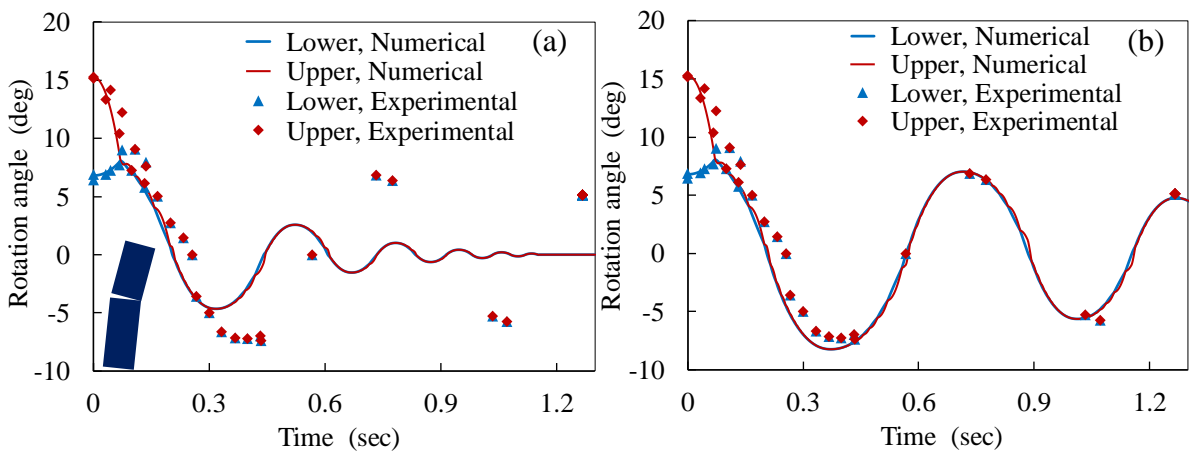 20
15
10
5
0
-5
-10
Rotation angle (deg)
0
0.3
0.6
0.9
1.2
Time (sec)
Lower, Numerical
Upper, Numerical
Lower, Experimental
Upper, Experimental
(a)
20
15
10
5
0
-5
-10
Rotation angle (deg)
0
0.3
0.6
0.9
1.2
Time (sec)
Lower, Numerical
Upper, Numerical
Lower, Experimental
Upper, Experimental
(b)